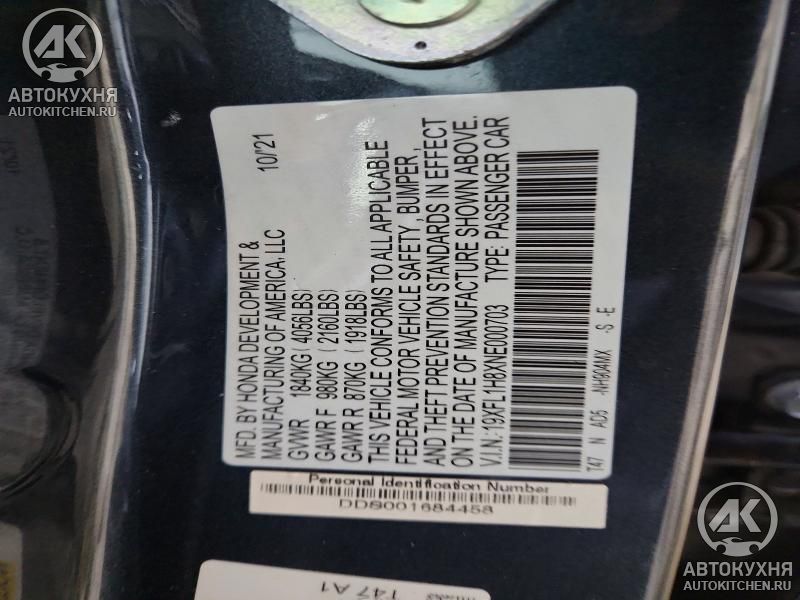 АК
АВТОКУХНЯ
AUTOKITCHEN.RU
MFD. BY HONDA DEVELOPMENT &
MANUFACTURING OF AMERICA, LLC 10/'21
GVWR 1840KG ( 4056LBS)
GAWR F 980KG ( 2160LBS)
GAWR R 870KG ( 1918LBS)
THIS VEHICLE CONFORMS TO ALL APPLICABLE
FEDERAL MOTOR VEHICLE SAFETY , BUMPER ,
AND THEFT PREVENTION STANDARDS IN EFFECT
ON THE DATE OF MANUFACTURE SHOWN ABOVE.
V.I.N.: 19XFL1H8XNE000703 TYPE: PASSENGER CAR
T47 N AD5 -S -E
Personal Identification Number
DDS001684458
T47 A1
АК
АВТОКУХНЯ
AUTOKITCHEN.RU